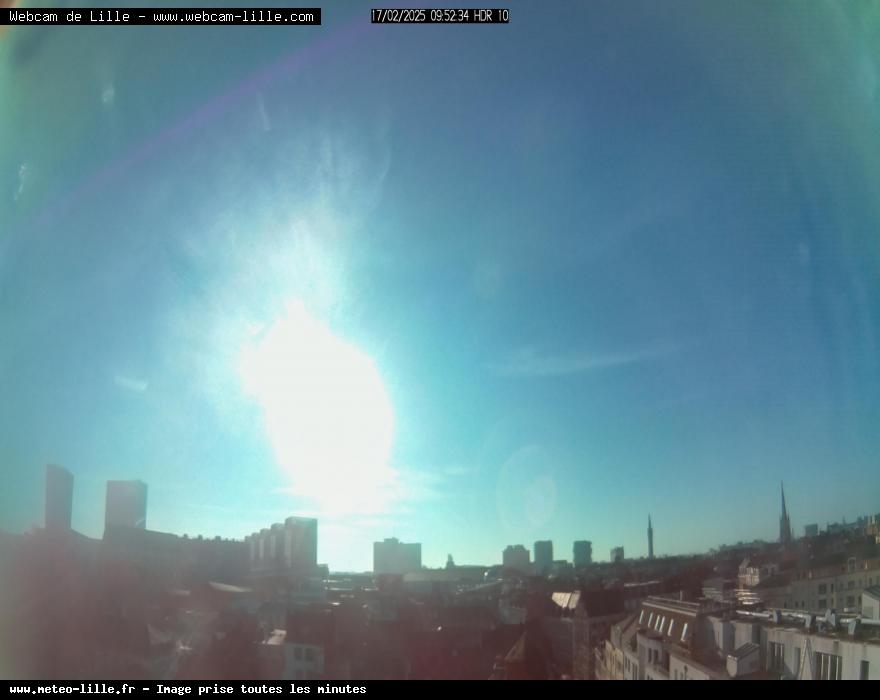 Webcam de Lille - www.webcam-lille.com
17/02/2025 09:52:34 HDR 10
www.meteo-lille.fr - Image prise toutes les minutes